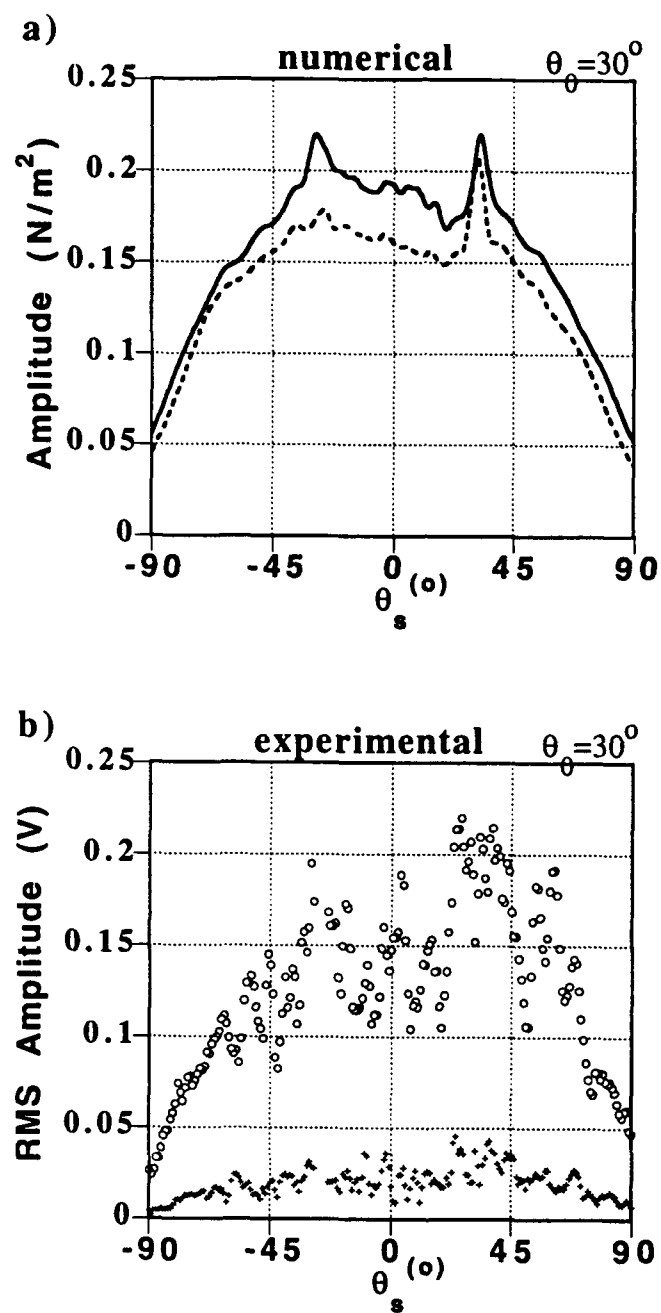 a)
numerical θ₀=30°
0.25
0.2
0.15
0.1
0.05
0
Amplitude (N/m²)
-90 -45 0 45 90
θₛ(o)
b)
experimental θ₀=30°
0.25
0.2
0.15
0.1
0.05
0
RMS Amplitude (V)
-90 -45 0 45 90
θₛ(o)